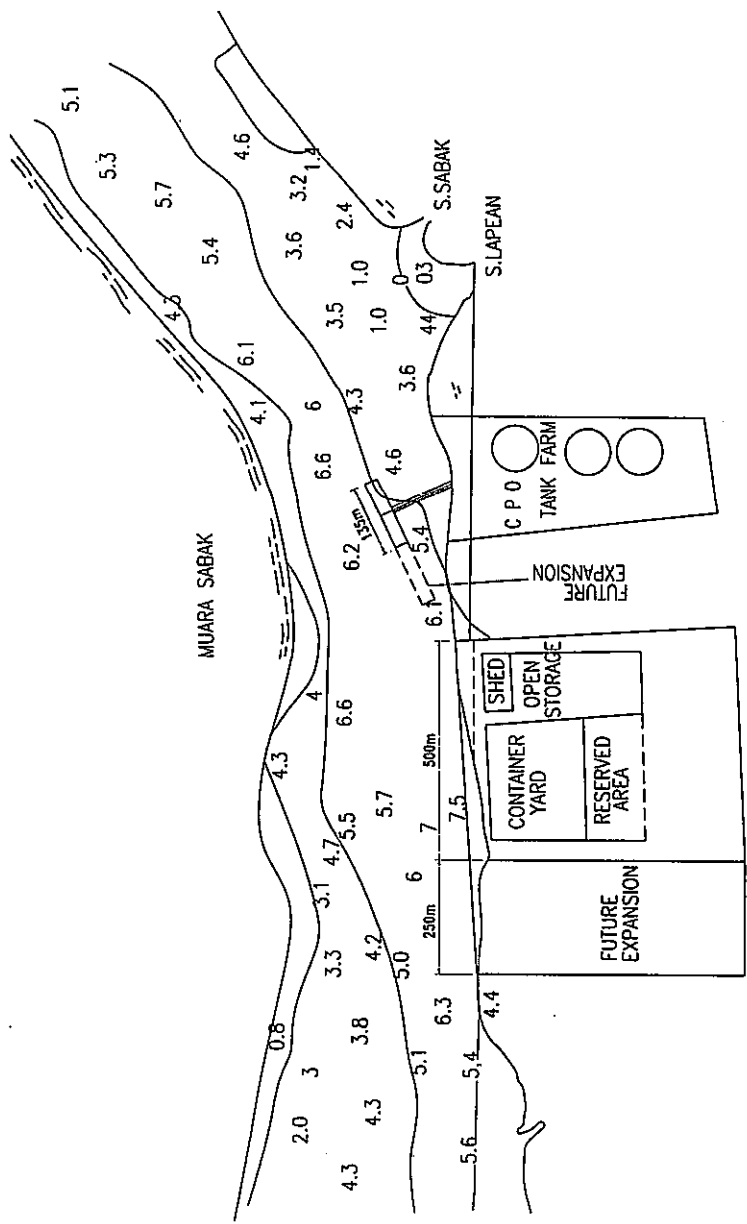 5.1
5.3
5.7
4.6
5.4
3.2
1.4
3.6
2.4
S.SABAK
S.LAPEAN
4.3
6.1
4.1
3.5
1.0
1.0
0
03
44
MUARA SABAK
6
4.3
3.6
6.6
4.6
135m
6.2
5.4
6.1
C P O
TANK FARM
FUTURE
EXPANSION
4
6.6
4.3
500m
SHED
OPEN
STORAGE
5.7
5.5
4.7
7
7.5
CONTAINER
YARD
RESERVED
AREA
3.1
6
250m
FUTURE
EXPANSION
3.3
4.2
5.0
0.8
3.8
6.3
4.4
3
5.1
5,4
2.0
4.3
4.3
5.6